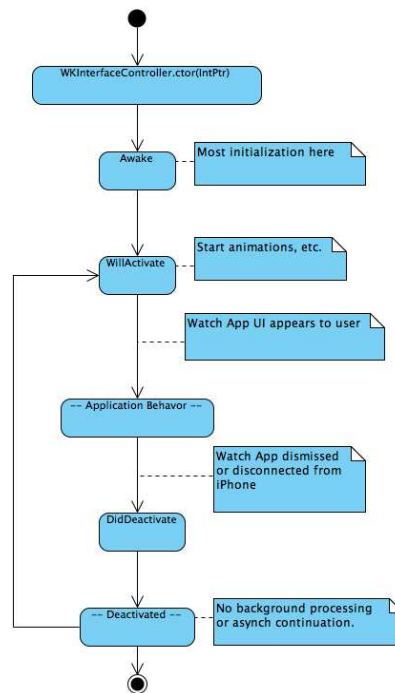 WKInterfaceController.ctor(IntPtr)
Awake
Most initialization here
WillActivate
Start animations, etc.
Watch App UI appears to user
-- Application Behavor --
Watch App dismissed
or disconnected from
iPhone
DidDeactivate
-- Deactivated --
No background processing
or asynch continuation.